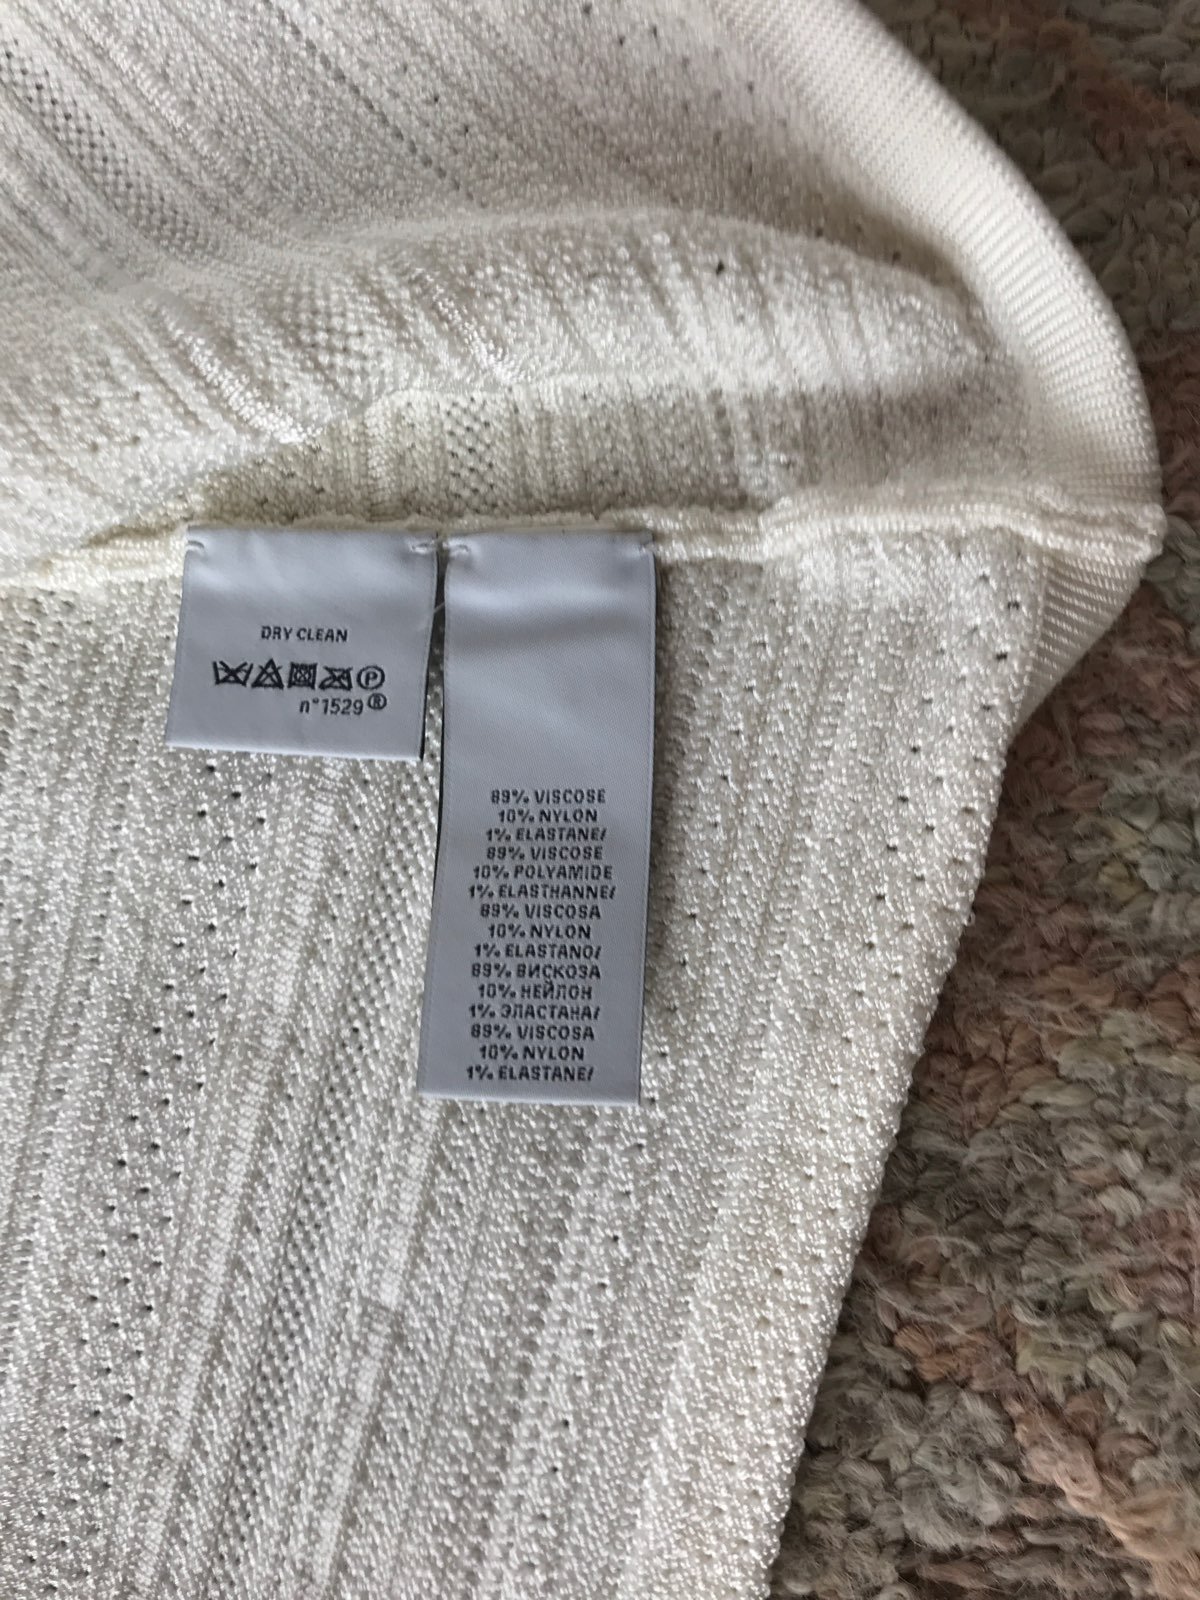 DRY CLEAN
P
n°1529®
89% VISCOSE
10% NYLON
1% ELASTANE/
89% VISCOSE
10% POLYAMIDE
1% ELASTHANNE/
89% VISCOSA
10% NYLON
1% ELASTANO/
89% ВИСКОЗА
10% НЕЙЛОН
1% ЭЛАСТАНА/
89% VISCOSA
10% NYLON
1% ELASTANE/